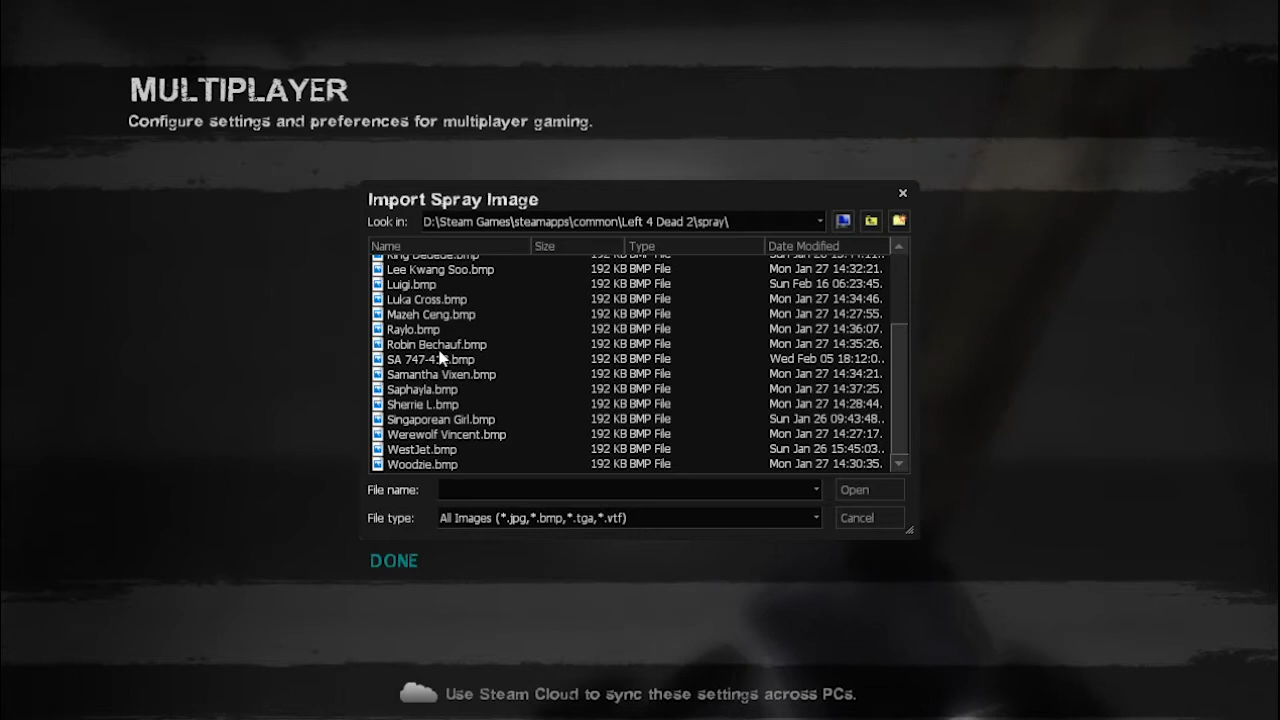 MULTIPLAYER
Configure settings and preferences for multiplayer gaming.
Import Spray Image
Look in: D:\Steam Games\steamapps\common\Left 4 Dead 2\spray\
Name Size Type Date Modified
King Dedede.bmp 192 KB BMP File
Lee Kwang Soo.bmp 192 KB BMP File Mon Jan 27 14:32:21.
Luigi.bmp 192 KB BMP File Sun Feb 16 06:23:45.
Luka Cross.bmp 192 KB BMP File Mon Jan 27 14:34:46.
Mazeh Ceng.bmp 192 KB BMP File Mon Jan 27 14:27:55.
Raylo.bmp 192 KB BMP File Mon Jan 27 14:36:07.
Robin Bechauf.bmp 192 KB BMP File Mon Jan 27 14:35:26.
SA 192 KB BMP File Wed Feb 05 18:12:0..
Samantha Vixen.bmp 192 KB BMP File Mon Jan 27 14:34:21.
Saphayla.bmp 192 KB BMP File Mon Jan 27 14:37:25.
Sherrie L.bmp 192 KB BMP File Mon Jan 27 14:28:44.
Singaporean Girl.bmp 192 KB BMP File Sun Jan 26 09:43:48..
Werewolf Vincent.bmp 192 KB BMP File Mon Jan 27 14:27:17.
WestJet.bmp 192 KB BMP File Sun Jan 26 15:45:03..
Woodzie.bmp 192 KB BMP File Mon Jan 27 14:30:35.
File name: Open
File type: All Images (*.jpg,*.bmp,*.tga,*.vtf) Cancel
DONE
Use Steam Cloud to sync these settings across PCs.